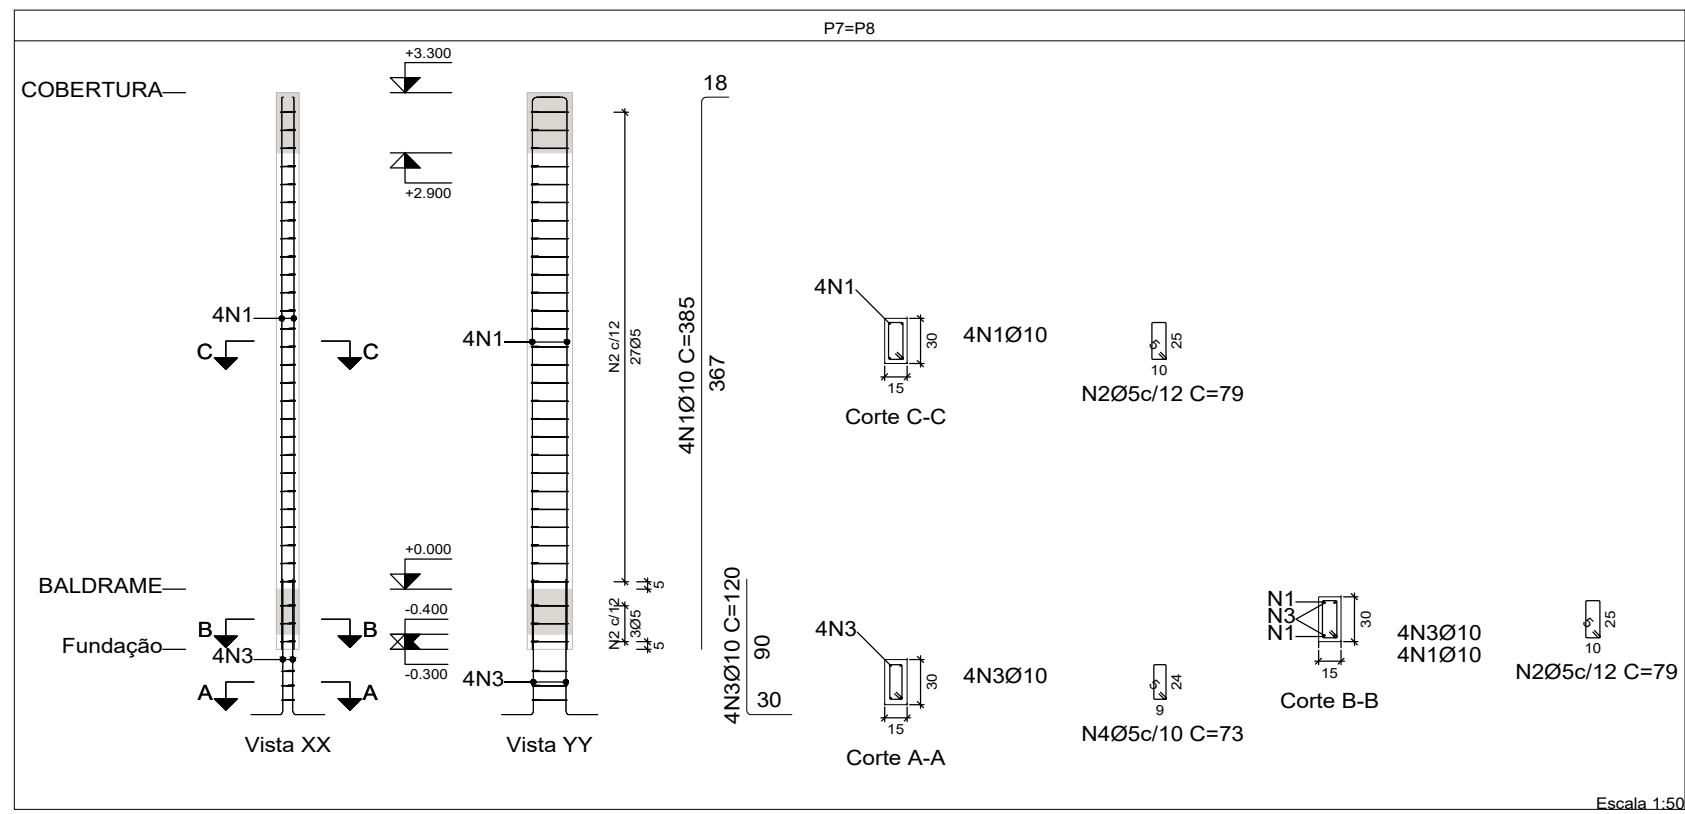 P7=P8
COBERTURA
+3.300
+2.900
18
4N1
C C
4N1
N2 c/12
27Ø5
4N1Ø10 C=385
367
4N1
30
15
4N1Ø10
Corte C-C
5
25
10
N2Ø5c/12 C=79
BALDRAME
+0.000
-0.400
-0.300
5
N2 c/12
3Ø5
5
B B
Fundação
4N3
4N3
A A
Vista XX
Vista YY
4N3Ø10 C=120
90
30
4N3
30
15
4N3Ø10
Corte A-A
5
24
9
N4Ø5c/10 C=73
N1
N3
N1
30
15
4N3Ø10
4N1Ø10
Corte B-B
5
25
10
N2Ø5c/12 C=79
Escala 1:50